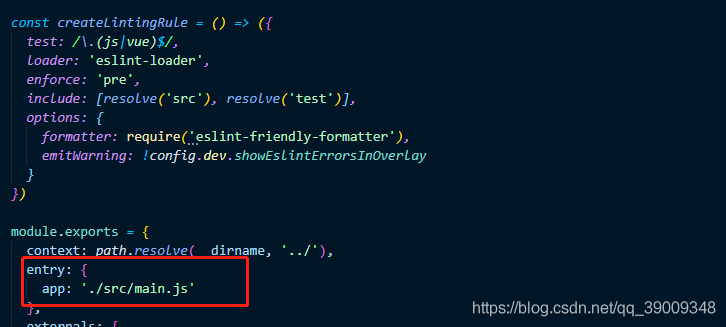 const createLintingRule = () => ({
test: /\.(js|vue)$/,
loader: 'eslint-loader',
enforce: 'pre',
include: [resolve('src'), resolve('test')],
options: {
formatter: require('eslint-friendly-formatter'),
emitWarning: !config.dev.showEslintErrorsInOverlay
}
})
module.exports = {
context: path.resolve(__dirname, '../'),
entry: {
app: './src/main.js'
},
externals: {
https://blog.csdn.net/qq_39009348